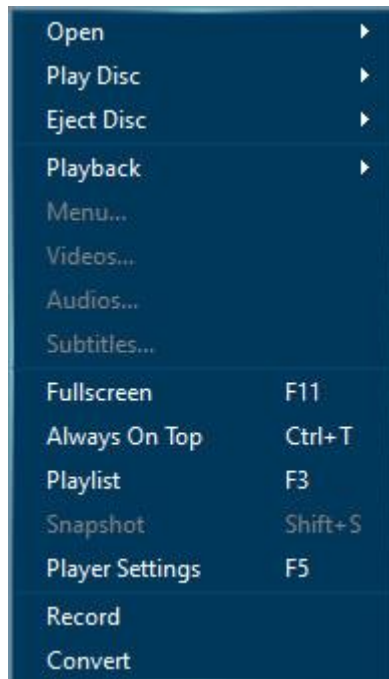 Open
Play Disc
Eject Disc
Playback
Menu...
Videos...
Audios...
Subtitles...
Fullscreen F11
Always On Top Ctrl+T
Playlist F3
Snapshot Shift+S
Player Settings F5
Record
Convert